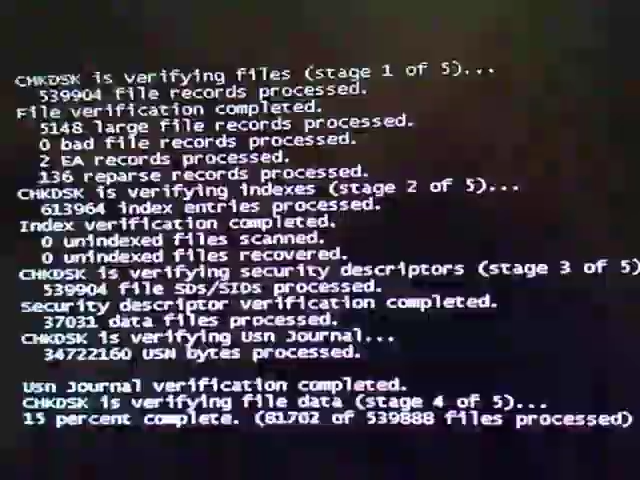 CHKDSK is verifying files (stage 1 of 5)...
539904 file records processed.
File verification completed.
5148 large file records processed.
0 bad file records processed.
2 EA records processed.
136 reparse records processed.
CHKDSK is verifying indexes (stage 2 of 5)...
613964 index entries processed.
Index verification completed.
0 unindexed files scanned.
0 unindexed files recovered.
CHKDSK is verifying security descriptors (stage 3 of 5)
539904 file SDs/SIDs processed.
Security descriptor verification completed.
37031 data files processed.
CHKDSK is verifying Usn Journal...
34722160 USN bytes processed.
Usn Journal verification completed.
CHKDSK is verifying file data (stage 4 of 5)...
15 percent complete. (81702 of 539888 files processed)